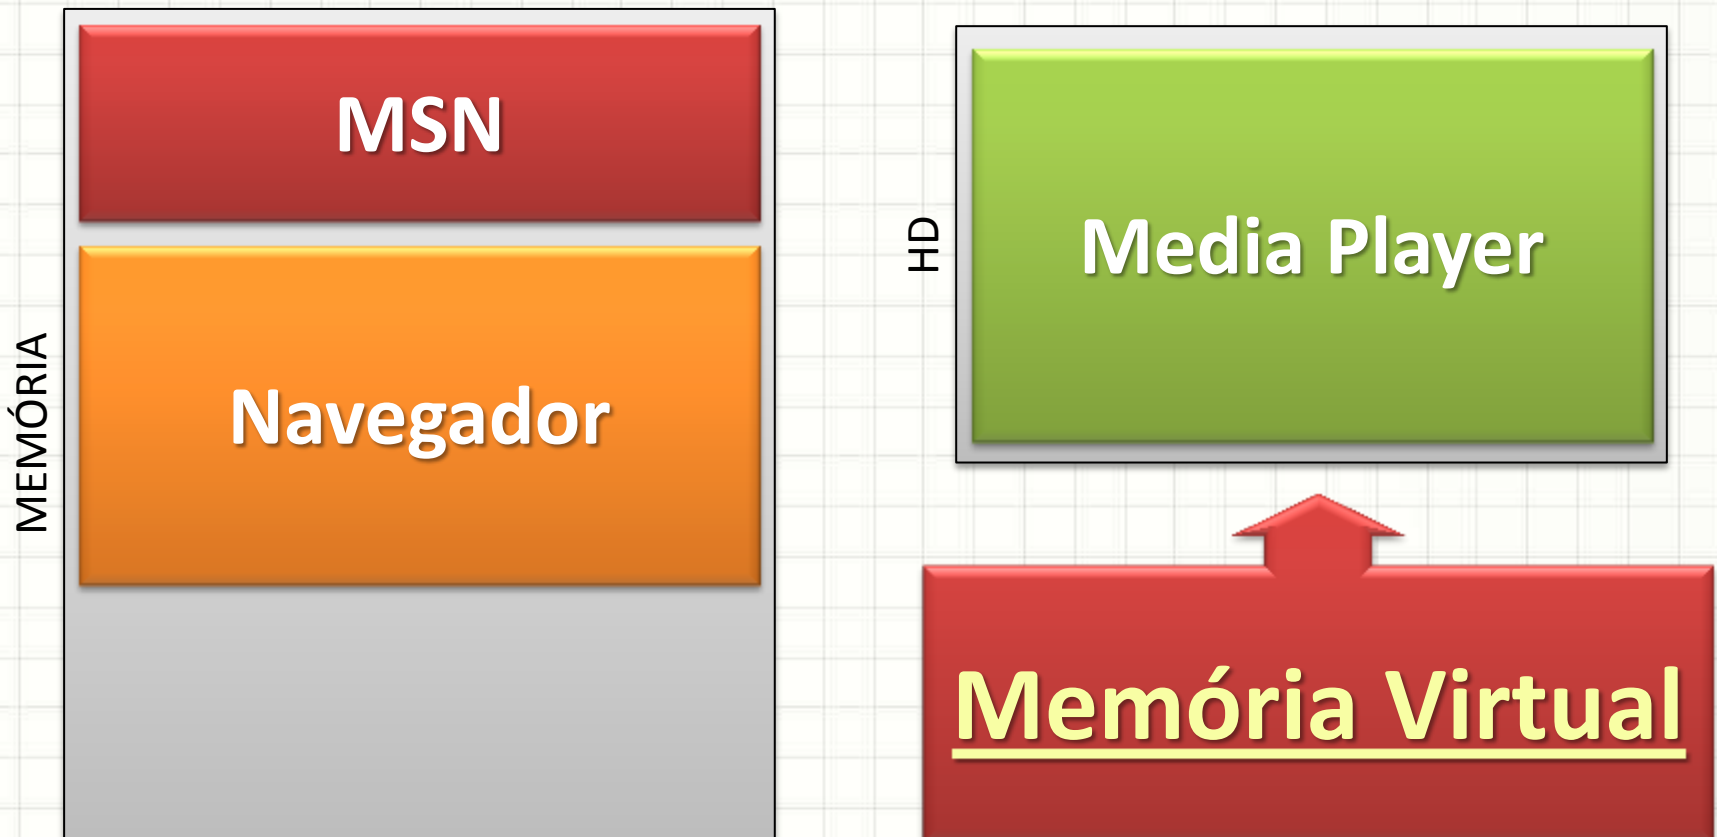 MEMÓRIA
MSN
Navegador
HD
Media Player
Memória Virtual